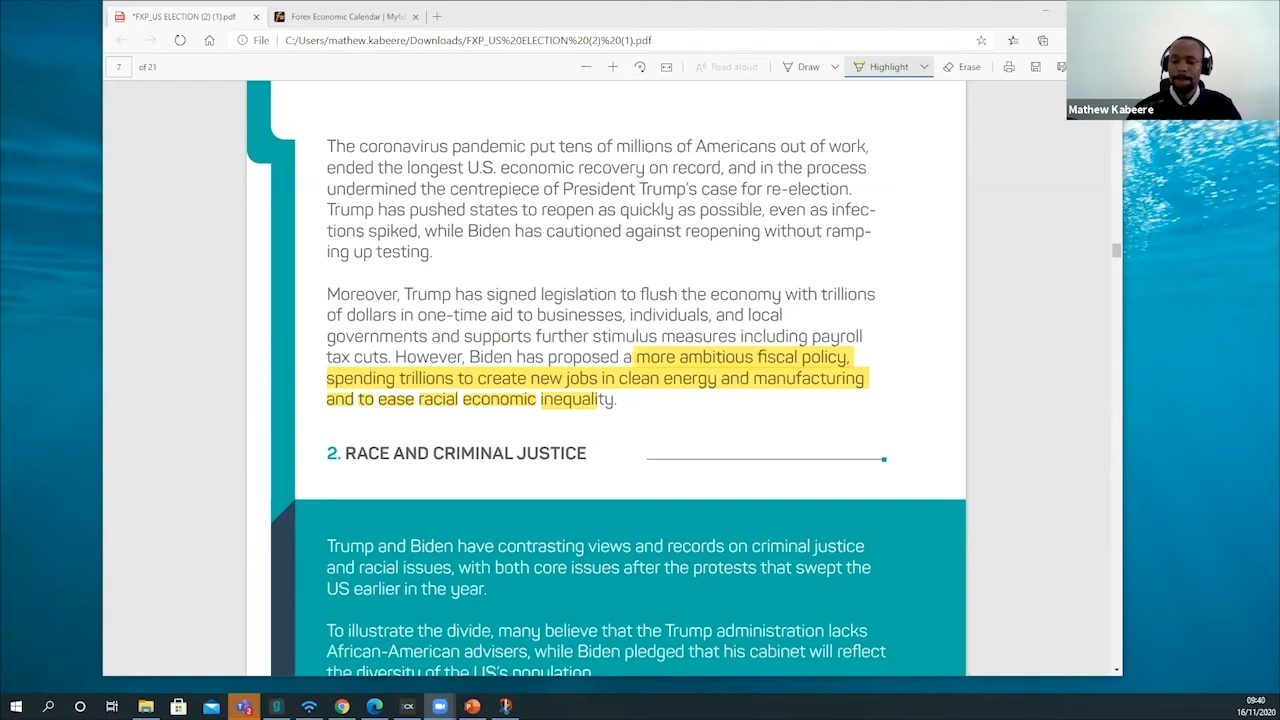 *FXP_US ELECTION (2) (1).pdf
Forex Economic Calendar | Myfx
File
C:/Users/mathew.kabeere/Downloads/FXP_US%20ELECTION%20(2)%20(1).pdf
7
of 21
Read aloud
Draw
Highlight
Erase
Mathew Kabeere
The coronavirus pandemic put tens of millions of Americans out of work,
ended the longest U.S. economic recovery on record, and in the process
undermined the centrepiece of President Trump's case for re-election.
Trump has pushed states to reopen as quickly as possible, even as infec-
tions spiked, while Biden has cautioned against reopening without ramp-
ing up testing.
Moreover, Trump has signed legislation to flush the economy with trillions
of dollars in one-time aid to businesses, individuals, and local
governments and supports further stimulus measures including payroll
tax cuts. However, Biden has proposed a more ambitious fiscal policy,
spending trillions to create new jobs in clean energy and manufacturing
and to ease racial economic inequality.
2. RACE AND CRIMINAL JUSTICE
Trump and Biden have contrasting views and records on criminal justice
and racial issues, with both core issues after the protests that swept the
US earlier in the year.
To illustrate the divide, many believe that the Trump administration lacks
African-American advisers, while Biden pledged that his cabinet will reflect
the diversity of the US's population.
09:40
16/11/2020